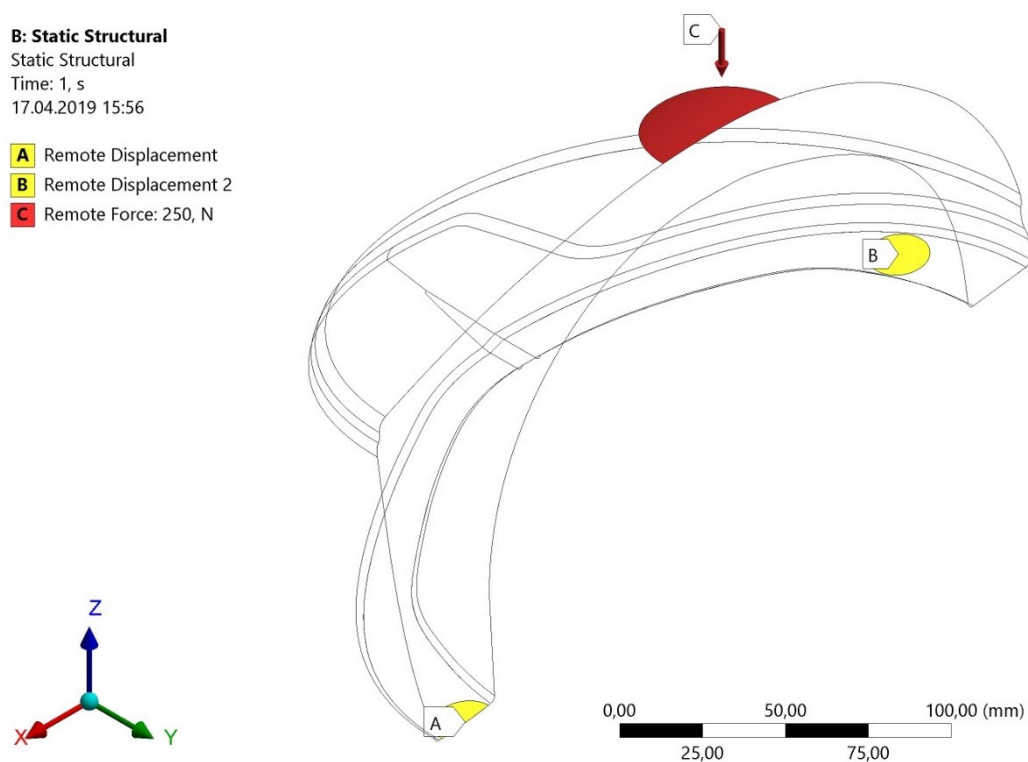 B: Static Structural
Static Structural
Time: 1, s
17.04.2019 15:56
A Remote Displacement
B Remote Displacement 2
C Remote Force: 250, N
C
B
A
Z
X
Y
0,00 50,00 100,00 (mm)
25,00 75,00